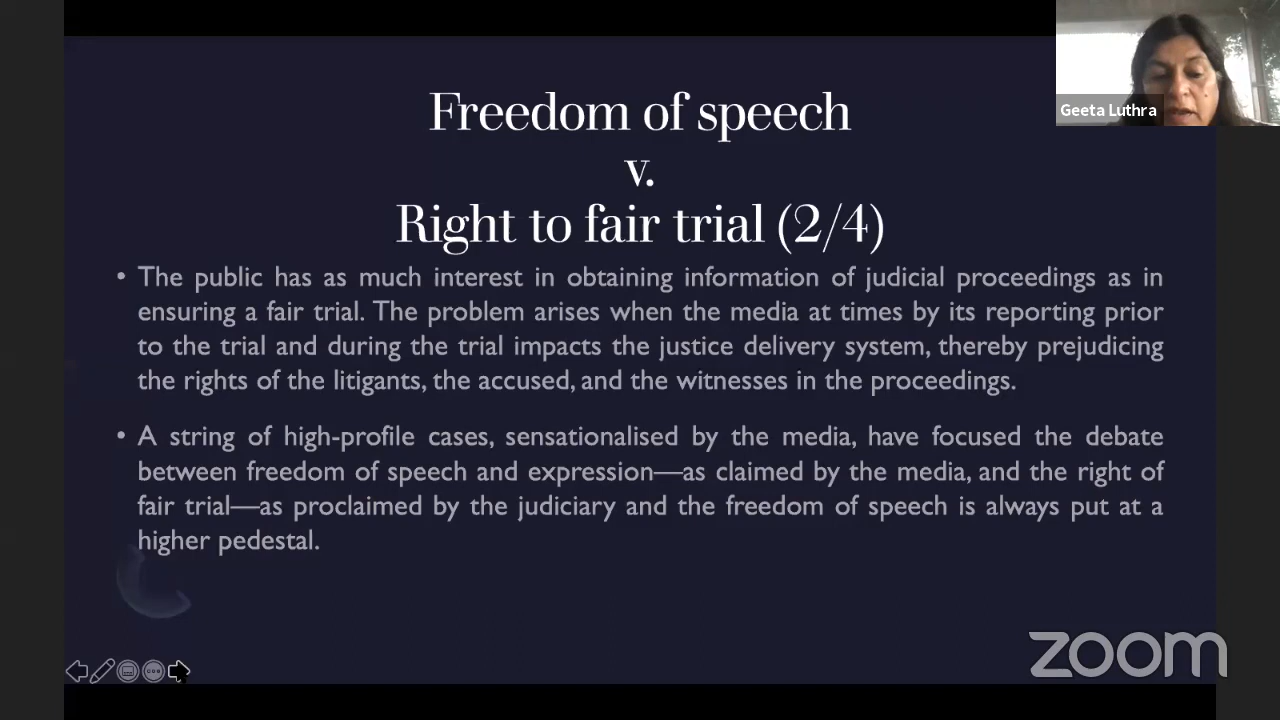 Geeta Luthra
Freedom of speech
v.
Right to fair trial (2/4)
• The public has as much interest in obtaining information of judicial proceedings as in
ensuring a fair trial. The problem arises when the media at times by its reporting prior
to the trial and during the trial impacts the justice delivery system, thereby prejudicing
the rights of the litigants, the accused, and the witnesses in the proceedings.
• A string of high-profile cases, sensationalised by the media, have focused the debate
between freedom of speech and expression—as claimed by the media, and the right of
fair trial—as proclaimed by the judiciary and the freedom of speech is always put at a
higher pedestal.
zoom